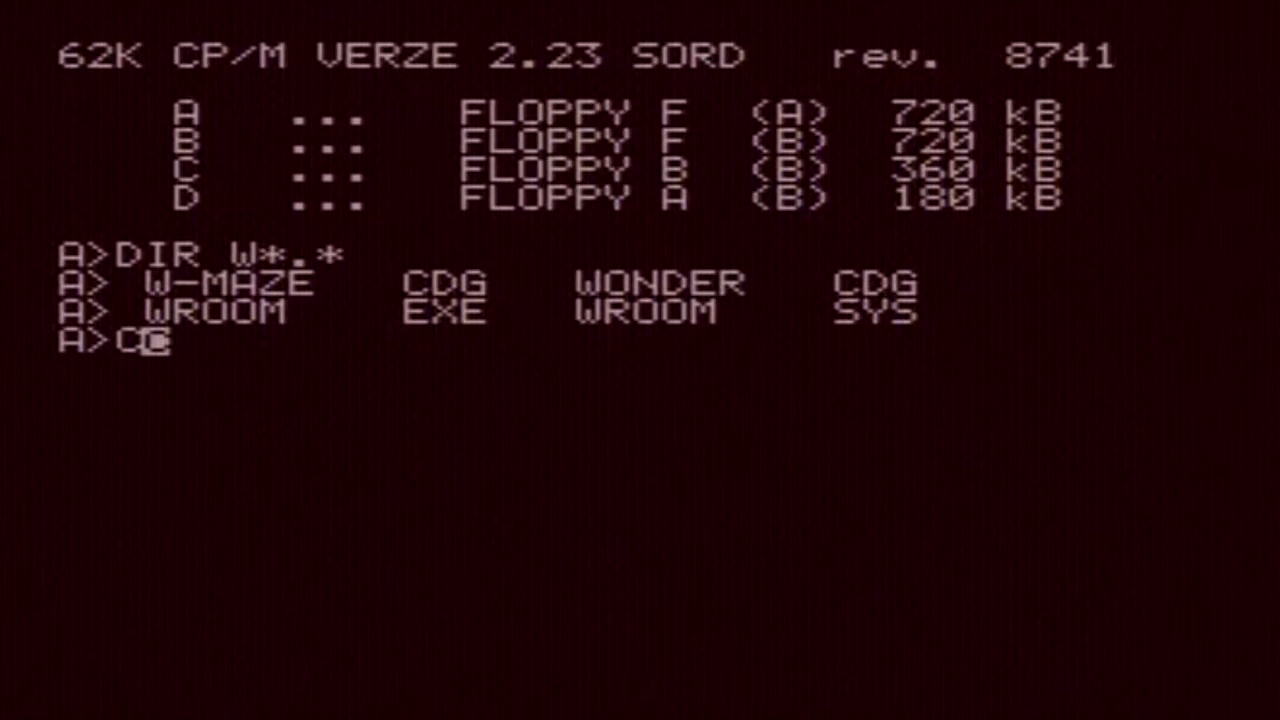 62K CP/M VERZE 2.23 SORD rev. 8741
A ... FLOPPY F (A) 720 kB
B ... FLOPPY F (B) 720 kB
C ... FLOPPY B (B) 360 kB
D ... FLOPPY A (B) 180 kB
A>DIR W*.*
A> W-MAZE CDG WONDER CDG
A> WROOM EXE WROOM SYS
A>C